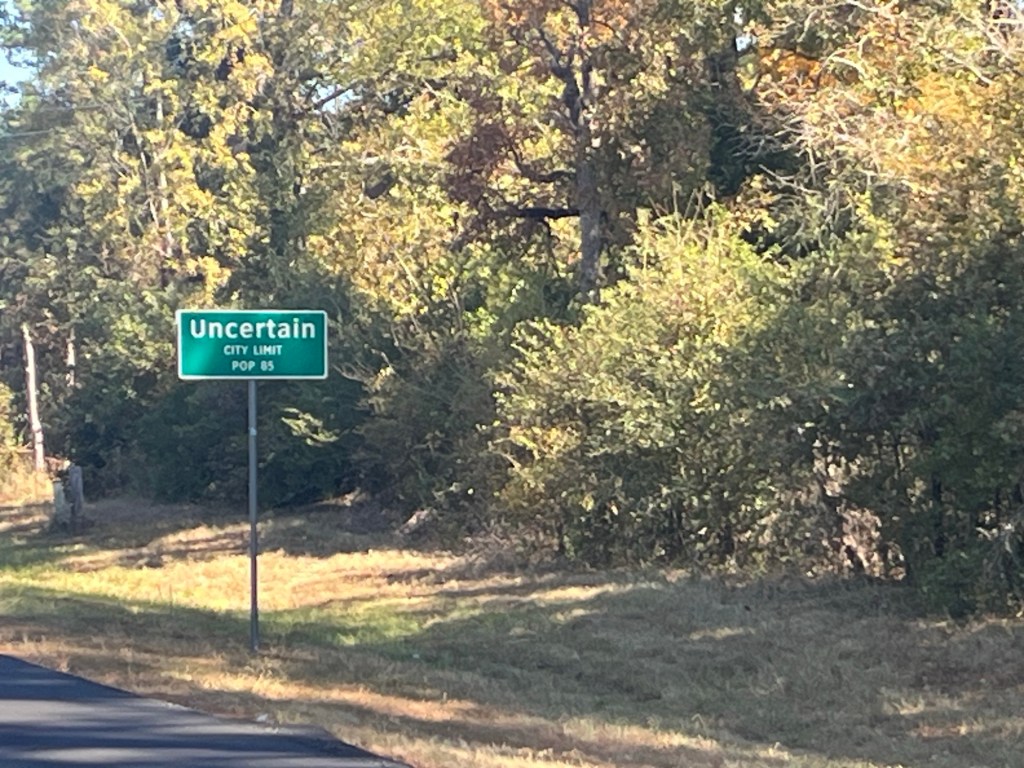 Uncertain
CITY LIMIT
POP 85